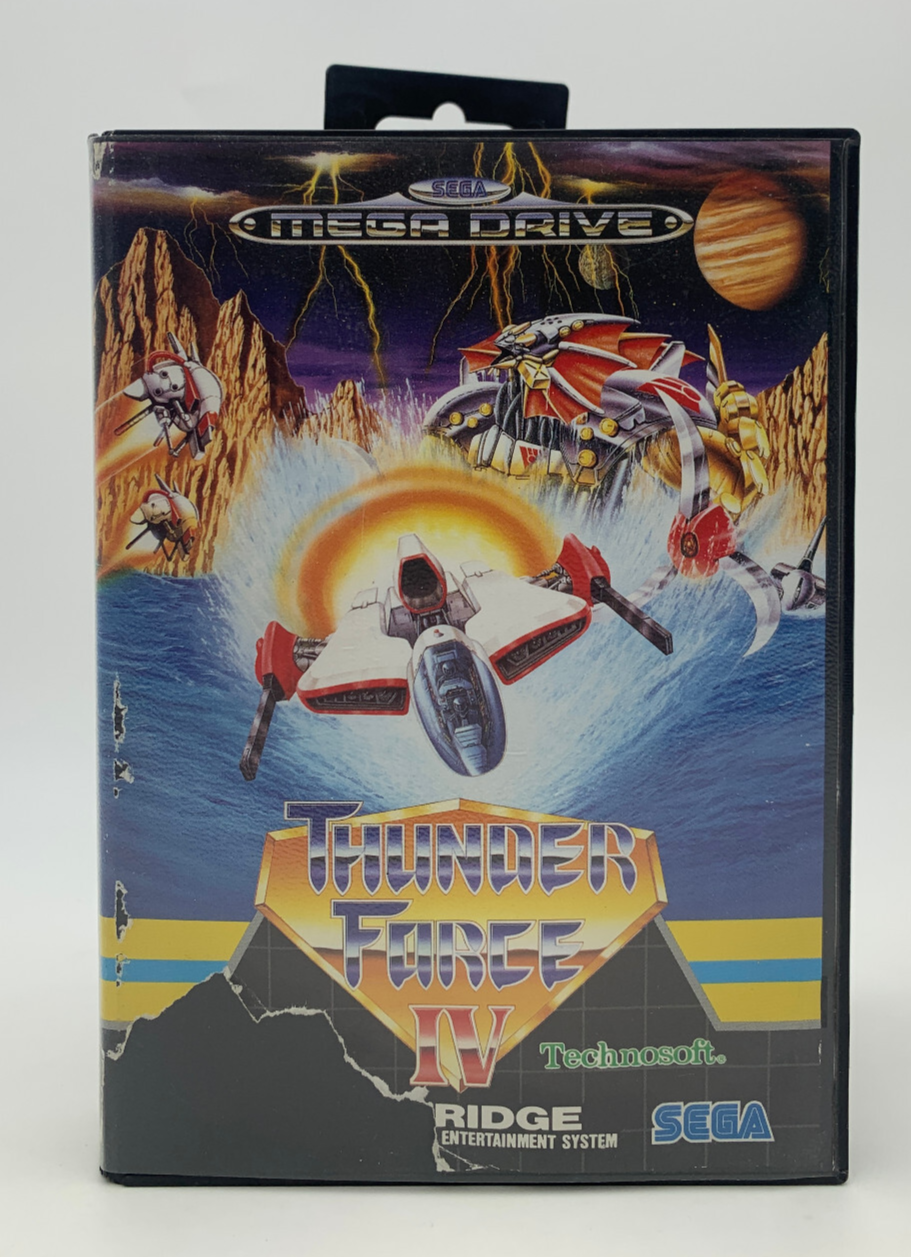 SEGA
MEGA DRIVE
THUNDER
FORCE
IV
Technosoft®
RIDGE
ENTERTAINMENT SYSTEM
SEGA